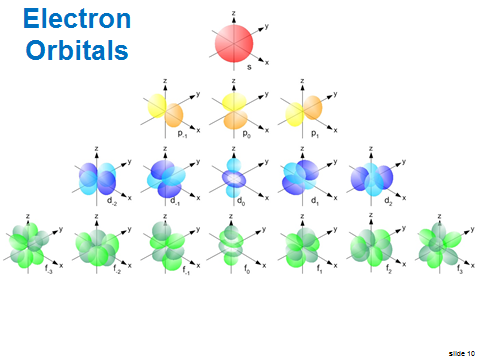 Electron
Orbitals
z
y
x
s
z
y
x
p-1
z
y
x
p0
z
y
x
p1
z
y
x
d-2
z
y
x
d-1
z
y
x
d0
z
y
x
d1
z
y
x
d2
z
y
x
f-3
z
y
x
f-2
z
y
x
f-1
z
y
x
f0
z
y
x
f1
z
y
x
f2
z
y
x
f3
slide 10